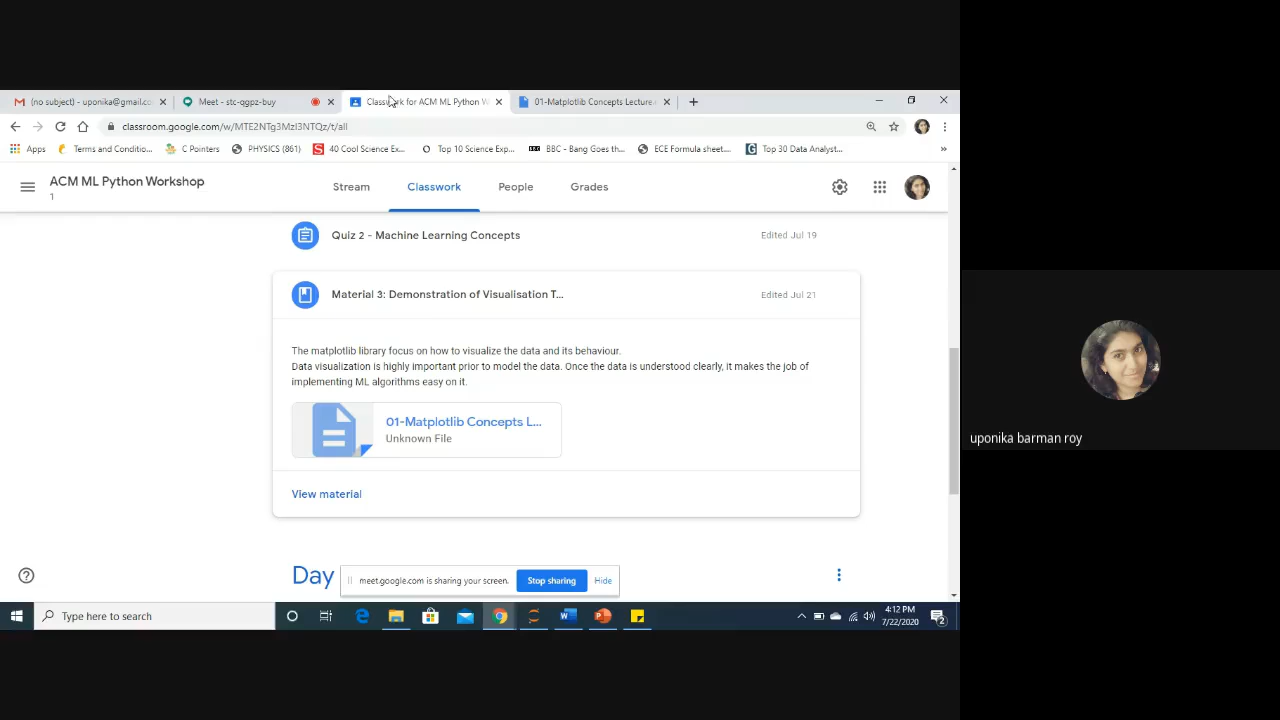 (no subject) - uponika@gmail.co
Meet - stc-qgpz-buy
Classwork for ACM ML Python W
01-Matplotlib Concepts Lecture
classroom.google.com/w/MTE2NTg3MzI3NTQz/t/all
Apps
Terms and Conditio...
C Pointers
PHYSICS (861)
40 Cool Science Ex...
Top 10 Science Exp...
BBC - Bang Goes th...
ECE Formula sheet....
Top 30 Data Analyst...
»
ACM ML Python Workshop
1
Stream
Classwork
People
Grades
Quiz 2 - Machine Learning Concepts
Edited Jul 19
Material 3: Demonstration of Visualisation T...
Edited Jul 21
The matplotlib library focus on how to visualize the data and its behaviour.
Data visualization is highly important prior to model the data. Once the data is understood clearly, it makes the job of
implementing ML algorithms easy on it.
01-Matplotlib Concepts L...
Unknown File
View material
Day
meet.google.com is sharing your screen.
Stop sharing
Hide
Type here to search
4:12 PM
7/22/2020
2
uponika barman roy